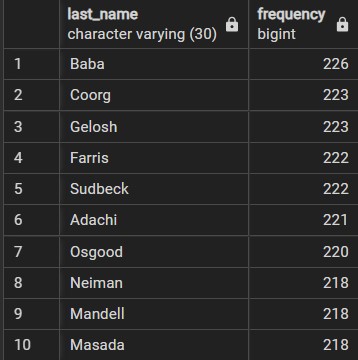 last_name frequency
character varying (30) bigint
1 Baba 226
2 Coorg 223
3 Gelosh 223
4 Farris 222
5 Sudbeck 222
6 Adachi 221
7 Osgood 220
8 Neiman 218
9 Mandell 218
10 Masada 218